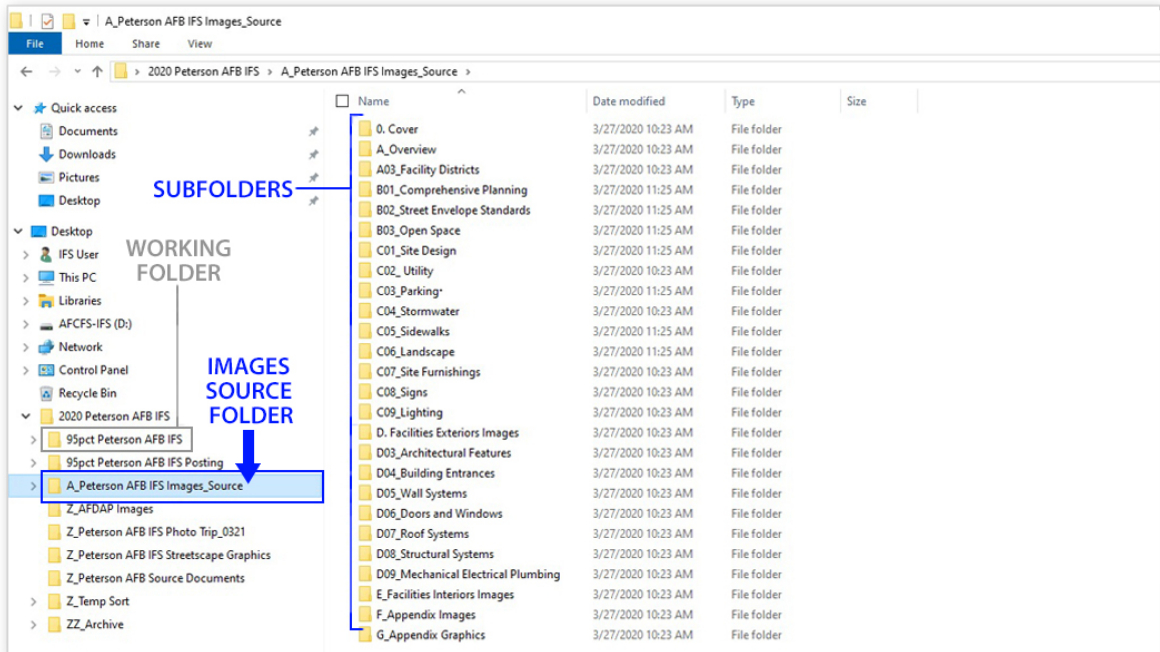 A_Peterson AFB IFS Images_Source
File Home Share View
2020 Peterson AFB IFS > A_Peterson AFB IFS Images_Source >
Quick access
Documents
Downloads
Pictures
Desktop
Desktop
IFS User
This PC
Libraries
AFCFS-IFS (D:)
Network
Control Panel
Recycle Bin
2020 Peterson AFB IFS
95pct Peterson AFB IFS
95pct Peterson AFB IFS Posting
A_Peterson AFB IFS Images_Source
Z_AFDAP Images
Z_Peterson AFB IFS Photo Trip_0321
Z_Peterson AFB IFS Streetscape Graphics
Z_Peterson AFB Source Documents
Z_Temp Sort
ZZ_Archive
SUBFOLDERS
WORKING
FOLDER
IMAGES
SOURCE
FOLDER
Name Date modified Type Size
0. Cover 3/27/2020 10:23 AM File folder
A_Overview 3/27/2020 10:23 AM File folder
A03_Facility Districts 3/27/2020 10:23 AM File folder
B01_Comprehensive Planning 3/27/2020 11:25 AM File folder
B02_Street Envelope Standards 3/27/2020 11:25 AM File folder
B03_Open Space 3/27/2020 11:25 AM File folder
C01_Site Design 3/27/2020 11:25 AM File folder
C02_ Utility 3/27/2020 10:23 AM File folder
C03_Parking· 3/27/2020 11:25 AM File folder
C04_Stormwater 3/27/2020 10:23 AM File folder
C05_Sidewalks 3/27/2020 11:25 AM File folder
C06_Landscape 3/27/2020 11:25 AM File folder
C07_Site Furnishings 3/27/2020 10:23 AM File folder
C08_Signs 3/27/2020 10:23 AM File folder
C09_Lighting 3/27/2020 10:23 AM File folder
D. Facilities Exteriors Images 3/27/2020 10:23 AM File folder
D03_Architectural Features 3/27/2020 10:23 AM File folder
D04_Building Entrances 3/27/2020 10:23 AM File folder
D05_Wall Systems 3/27/2020 10:23 AM File folder
D06_Doors and Windows 3/27/2020 10:23 AM File folder
D07_Roof Systems 3/27/2020 10:23 AM File folder
D08_Structural Systems 3/27/2020 10:23 AM File folder
D09_Mechanical Electrical Plumbing 3/27/2020 10:23 AM File folder
E_Facilities Interiors Images 3/27/2020 10:23 AM File folder
F_Appendix Images 3/27/2020 10:23 AM File folder
G_Appendix Graphics 3/27/2020 10:23 AM File folder